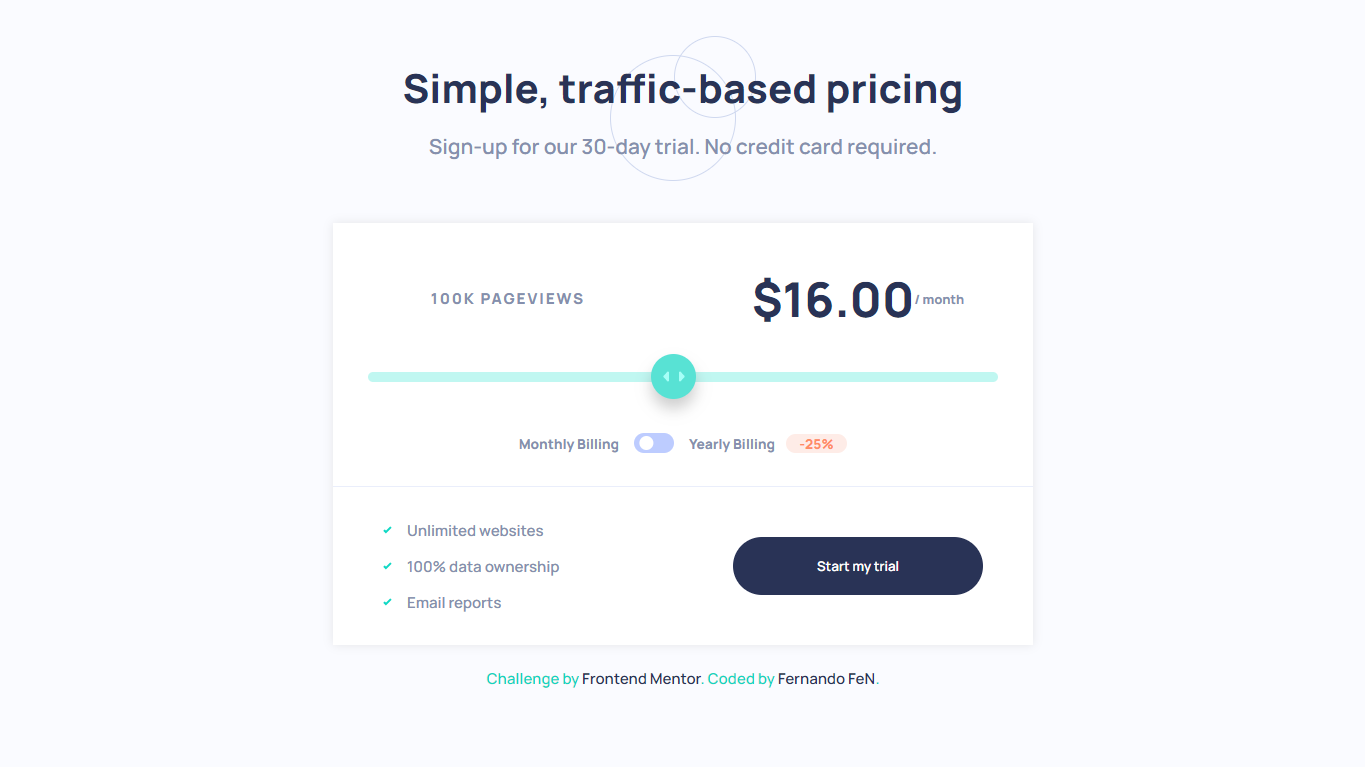 Simple, traffic-based pricing
Sign-up for our 30-day trial. No credit card required.
100K PAGEVIEWS
$16.00 / month
Monthly Billing Yearly Billing -25%
Unlimited websites
100% data ownership
Email reports
Start my trial
Challenge by Frontend Mentor. Coded by Fernando FeN.